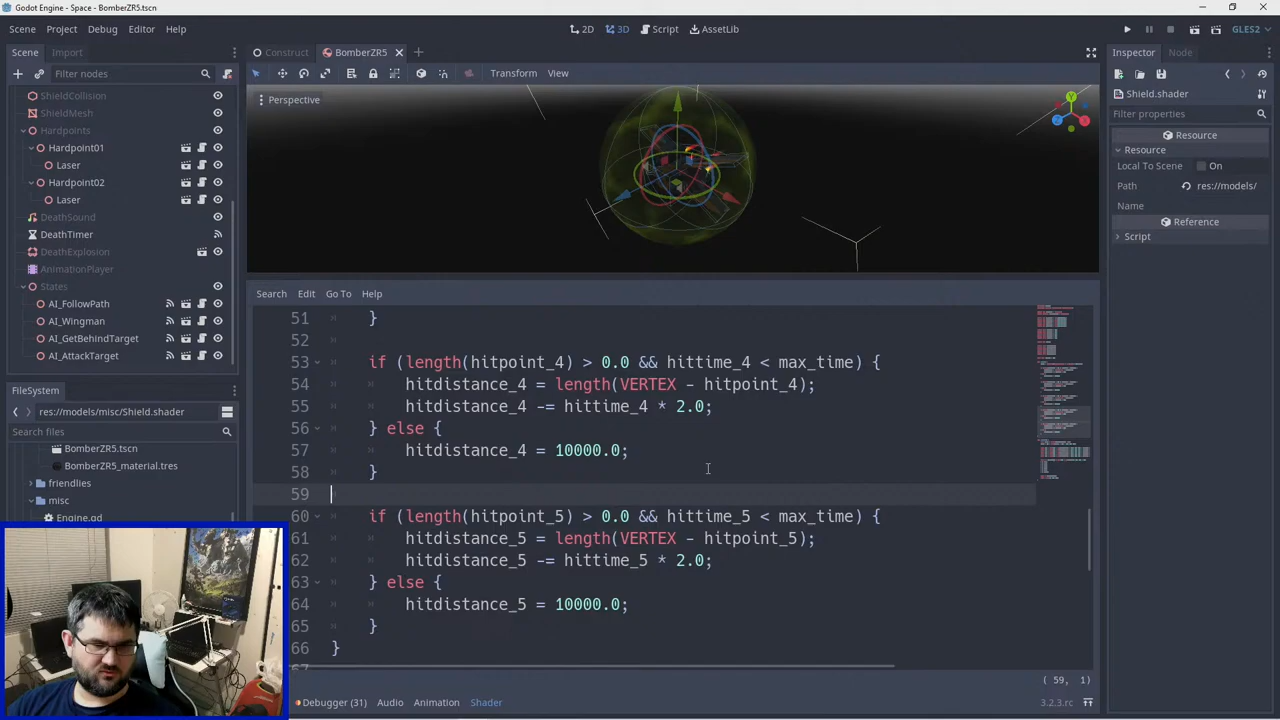 Godot Engine - Space - BomberZR5.tscn
Scene Project Debug Editor Help
2D 3D Script AssetLib
GLES2
Scene Import
Construct BomberZR5
Inspector Node
Filter nodes
Transform View
Shield.shader
Perspective
Filter properties
ShieldCollision
ShieldMesh
Hardpoints
Hardpoint01
Laser
Hardpoint02
Laser
DeathSound
DeathTimer
DeathExplosion
AnimationPlayer
States
AI_FollowPath
AI_Wingman
AI_GetBehindTarget
AI_AttackTarget
Y
X
Z
Resource
Resource
Local To Scene On
Path res://models/
Name
Reference
Script
FileSystem
res://models/misc/Shield.shader
Search files
BomberZR5.tscn
BomberZR5_material.tres
friendlies
misc
Engine.gd
Search Edit Go To Help
51 }
52
53 if (length(hitpoint_4) > 0.0 && hittime_4 < max_time) {
54 hitdistance_4 = length(VERTEX - hitpoint_4);
55 hitdistance_4 -= hittime_4 * 2.0;
56 } else {
57 hitdistance_4 = 10000.0;
58 }
59
60 if (length(hitpoint_5) > 0.0 && hittime_5 < max_time) {
61 hitdistance_5 = length(VERTEX - hitpoint_5);
62 hitdistance_5 -= hittime_5 * 2.0;
63 } else {
64 hitdistance_5 = 10000.0;
65 }
66 }
( 59, 1)
Debugger (31) Audio Animation Shader
3.2.3.rc